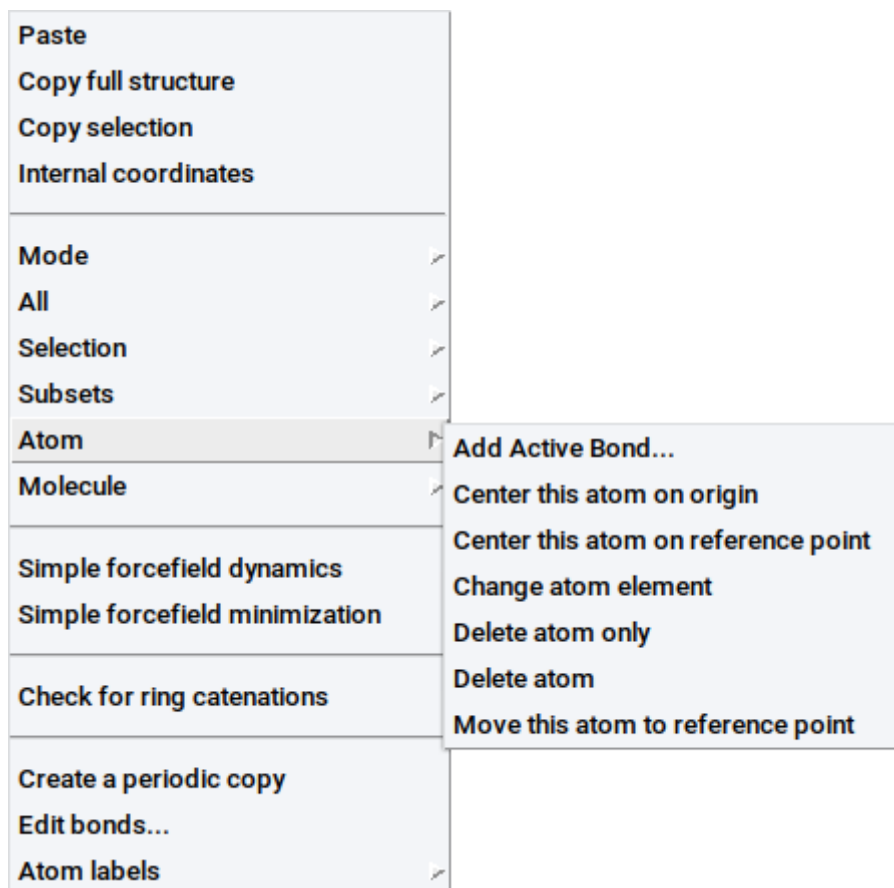 Paste
Copy full structure
Copy selection
Internal coordinates
Mode
All
Selection
Subsets
Atom
Molecule
Simple forcefield dynamics
Simple forcefield minimization
Check for ring catenations
Create a periodic copy
Edit bonds...
Atom labels
Add Active Bond...
Center this atom on origin
Center this atom on reference point
Change atom element
Delete atom only
Delete atom
Move this atom to reference point